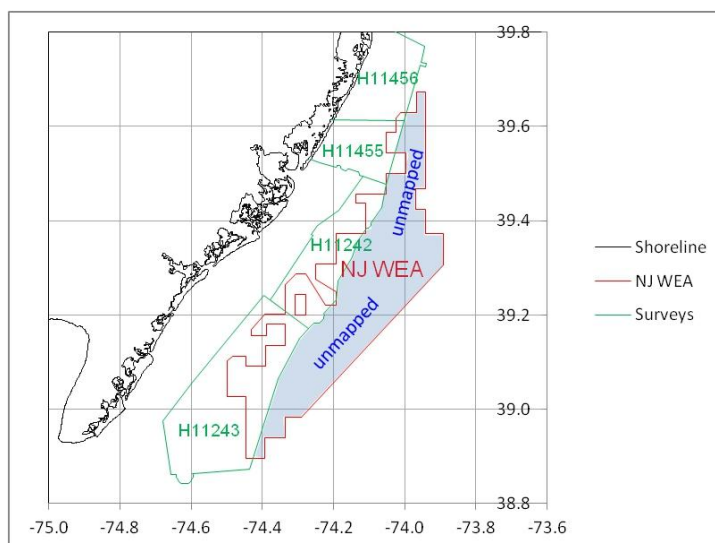 39.8
H11456
39.6
H11455
unmapped
39.4
H11242
NJ WEA
unmapped
39.2
39.0
H11243
38.8
-75.0 -74.8 -74.6 -74.4 -74.2 -74.0 -73.8 -73.6
Shoreline
NJ WEA
Surveys